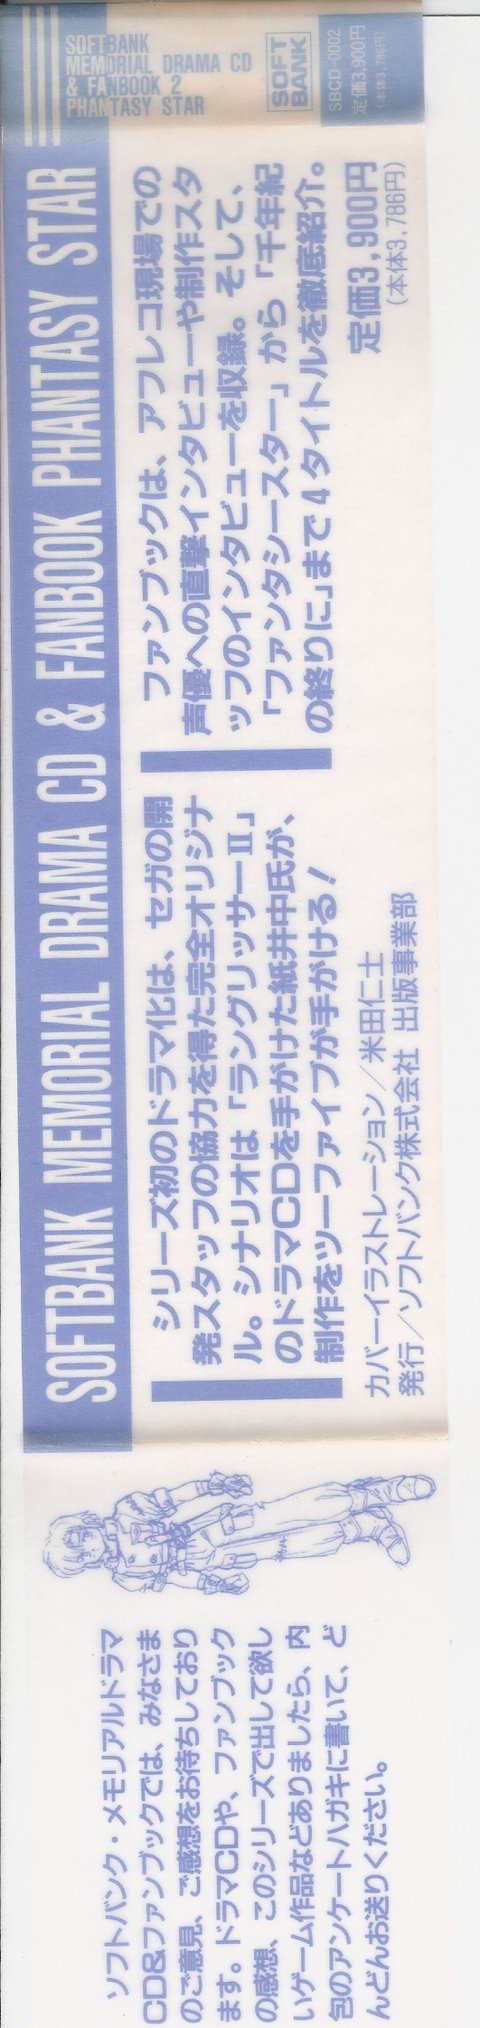 SOFTBANK
MEMORIAL DRAMA CD
& FANBOOK 2
PHANTASY STAR
SOFT
BANK
SBCD-0002
定価3,900円
(本体3,786円)
SOFTBANK MEMORIAL DRAMA CD & FANBOOK PHANTASY STAR
シリーズ初のドラマ化は、セガの開
発スタッフの協力を得た完全オリジナ
ル。シナリオは「ラングリッサーⅡ」
のドラマCDを手がけた紙井中氏が、
制作をツーファイブが手がける!
ファンブックは、アフレコ現場での
声優への直撃インタビューや制作スタ
ッフのインタビューを収録。そして、
「ファンタシースター」から「千年紀
の終りに」まで4タイトルを徹底紹介。
定価3,900円
(本体3,786円)
カバーイラストレーション/米田仁士
発行/ソフトバンク株式会社 出版事業部
ソフトバンク・メモリアルドラマ
CD&ファンブックでは、みなさま
のご意見、ご感想をお待ちしており
ます。ドラマCDや、ファンブック
の感想、このシリーズで出して欲し
いゲーム作品などありましたら、内
包のアンケートハガキに書いて、ど
んどんお送りください。